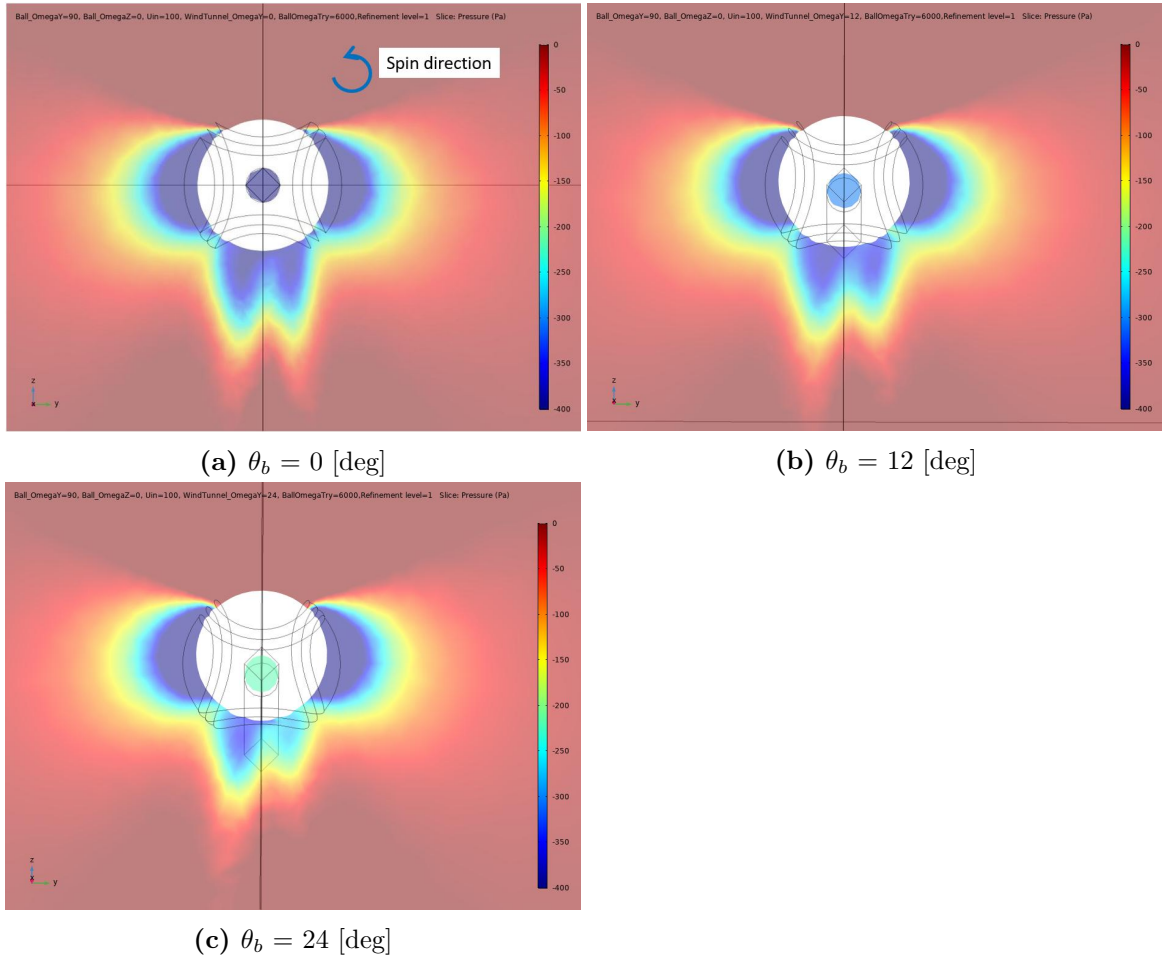 Ball_OmegaY=90, Ball_OmegaZ=0, Uin=100, WindTunnel_OmegaY=0, BallOmegaTry=6000,Refinement level=1 Slice: Pressure (Pa)
Spin direction
0
-50
-100
-150
-200
-250
-300
-350
-400
z
x
y
(a) θ_b = 0 [deg]
Ball_OmegaY=90, Ball_OmegaZ=0, Uin=100, WindTunnel_OmegaY=12, BallOmegaTry=6000,Refinement level=1 Slice: Pressure (Pa)
0
-50
-100
-150
-200
-250
-300
-350
-400
z
x
y
(b) θ_b = 12 [deg]
Ball_OmegaY=90, Ball_OmegaZ=0, Uin=100, WindTunnel_OmegaY=24, BallOmegaTry=6000,Refinement level=1 Slice: Pressure (Pa)
0
-50
-100
-150
-200
-250
-300
-350
-400
z
x
y
(c) θ_b = 24 [deg]